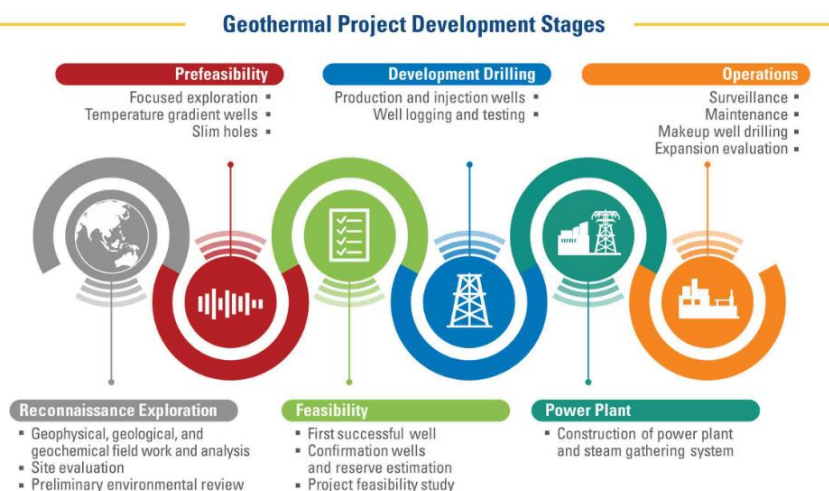 Geothermal Project Development Stages
Prefeasibility
Focused exploration ▪
Temperature gradient wells ▪
Slim holes ▪
Development Drilling
Production and injection wells ▪
Well logging and testing ▪
Operations
Surveillance ▪
Maintenance ▪
Makeup well drilling ▪
Expansion evaluation ▪
Reconnaissance Exploration
▪ Geophysical, geological, and
geochemical field work and analysis
▪ Site evaluation
▪ Preliminary environmental review
Feasibility
▪ First successful well
▪ Confirmation wells
and reserve estimation
▪ Project feasibility study
Power Plant
▪ Construction of power plant
and steam gathering system